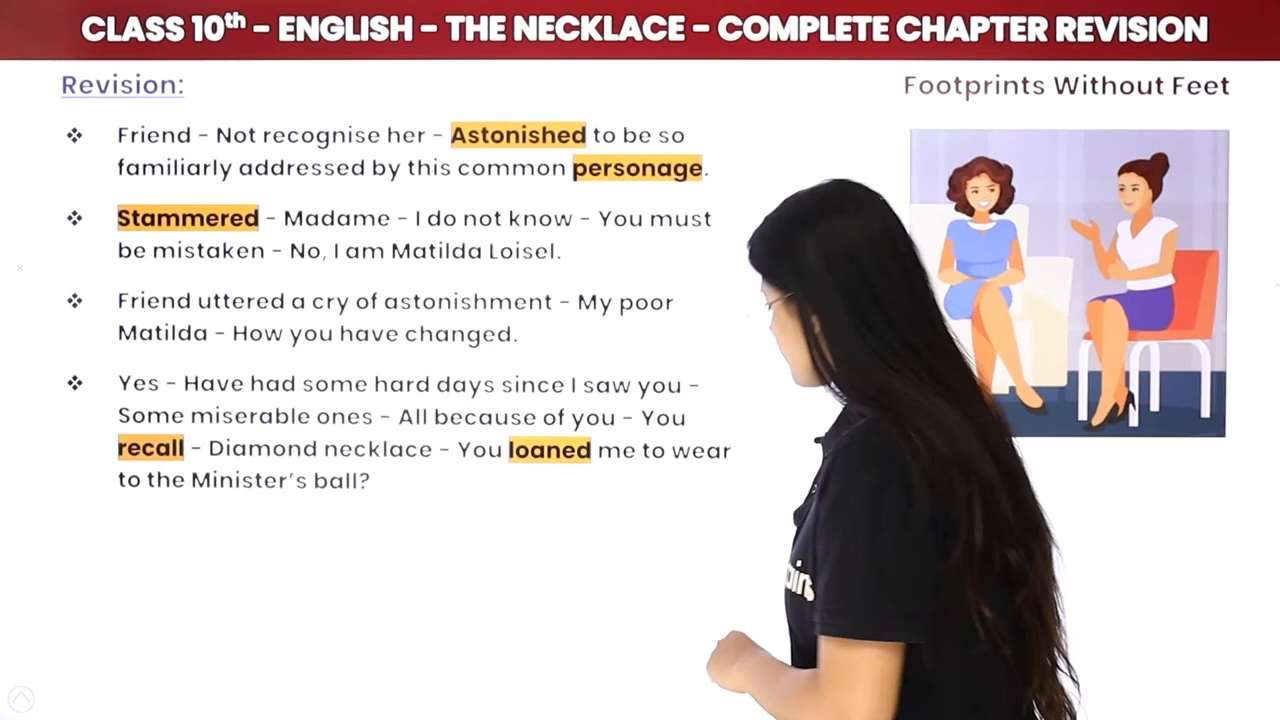 CLASS 10th - ENGLISH - THE NECKLACE - COMPLETE CHAPTER REVISION
Revision:
Footprints Without Feet
❖ Friend - Not recognise her - Astonished to be so
familiarly addressed by this common personage.
❖ Stammered - Madame - I do not know - You must
be mistaken - No, I am Matilda Loisel.
❖ Friend uttered a cry of astonishment - My poor
Matilda - How you have changed.
❖ Yes - Have had some hard days since I saw you -
Some miserable ones - All because of you - You
recall - Diamond necklace - You loaned me to wear
to the Minister's ball?